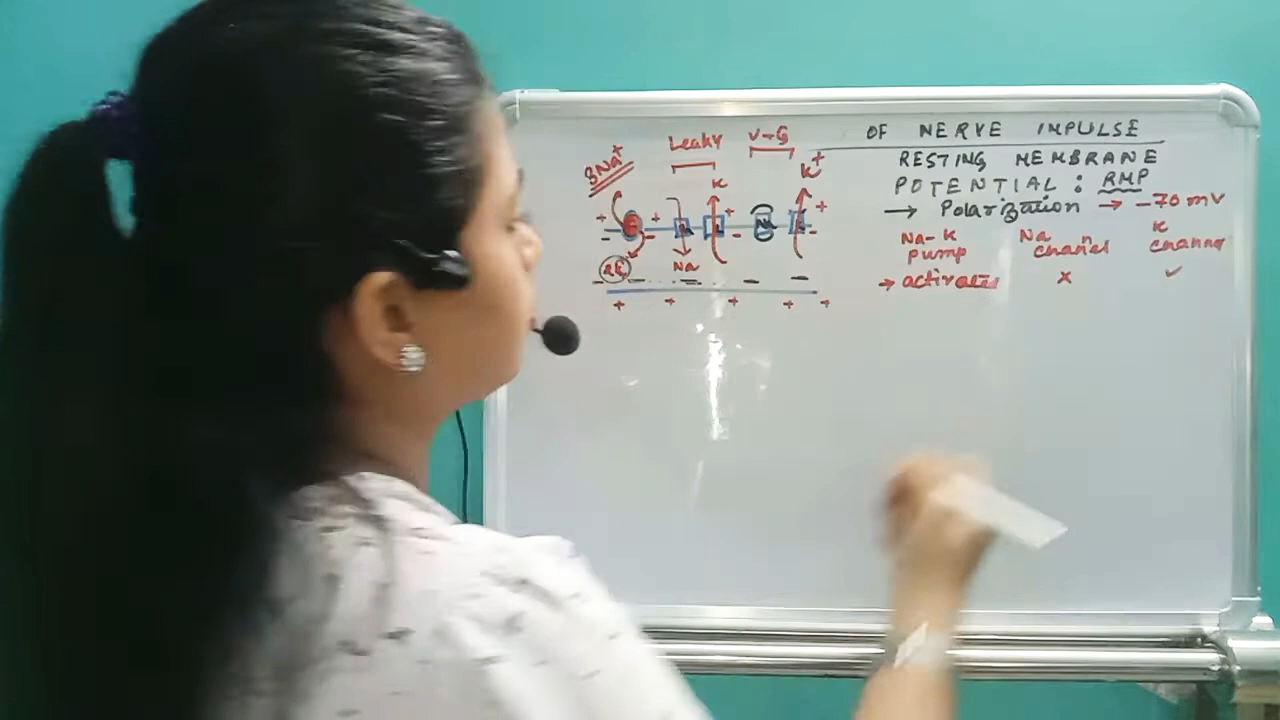 OF NERVE IMPULSE
RESTING MEMBRANE
POTENTIAL : RMP
→ Polarization → -70 mv
Na-K pump
Na channel
K channel
→ activated
x
✓
3Na+
Leaky
V-G
K
K+
Na
+ + + +
- - - -
- - - -
+ + + + +